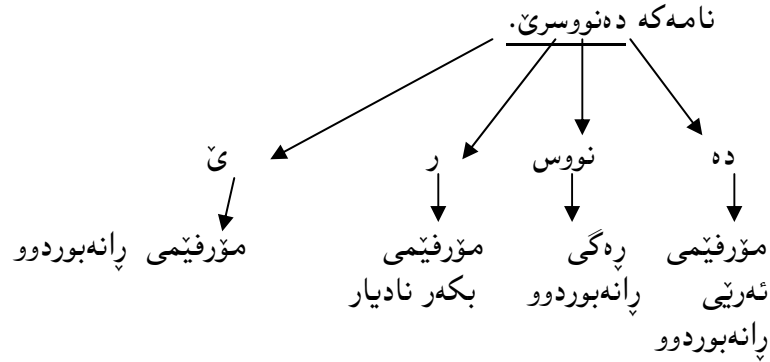 نامەکە دەنووسرێ.
دە نووس ر ێ
مۆرفێمی ڕەگی مۆرفێمی مۆرفێمی ڕانەبوردوو
ئەرێی ڕانەبوردوو بکەر نادیار
ڕانەبوردوو